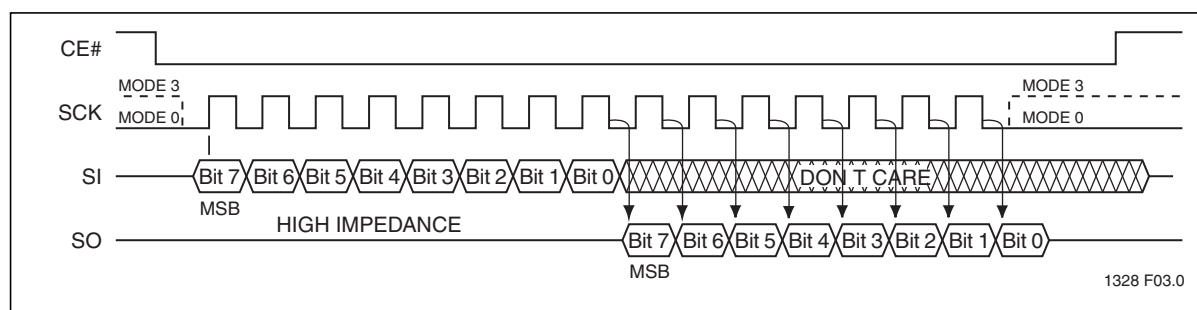 CE#
MODE 3
MODE 3
SCK
MODE 0
MODE 0
SI
Bit 7 Bit 6 Bit 5 Bit 4 Bit 3 Bit 2 Bit 1 Bit 0
DON T CARE
MSB
HIGH IMPEDANCE
SO
Bit 7 Bit 6 Bit 5 Bit 4 Bit 3 Bit 2 Bit 1 Bit 0
MSB
1328 F03.0